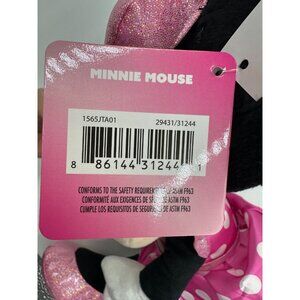 MINNIE MOUSE
1565JTA01 29431/31244
8 86144 31244 1
CONFORMS TO THE SAFETY REQUIREMENTS OF ASTM F963
CONFORMITÉ AUX EXIGENCES DE SÉCURITÉ ASTM F963
CUMPLE LOS REQUISITOS DE SEGURIDAD DE ASTM F963